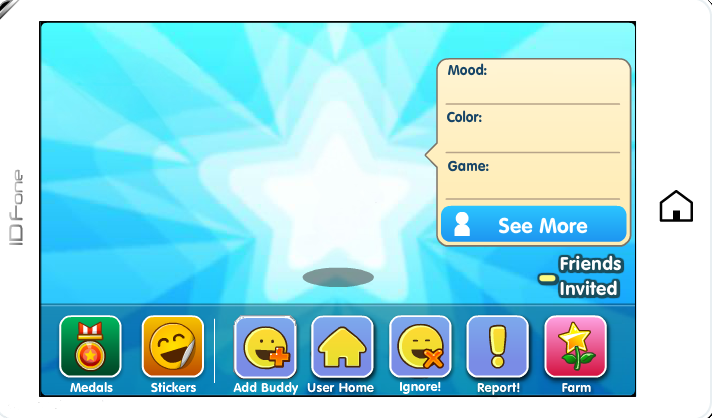 Mood:
Color:
Game:
See More
Friends
Invited
Medals
Stickers
Add Buddy
User Home
Ignore!
Report!
Farm
ID Fone